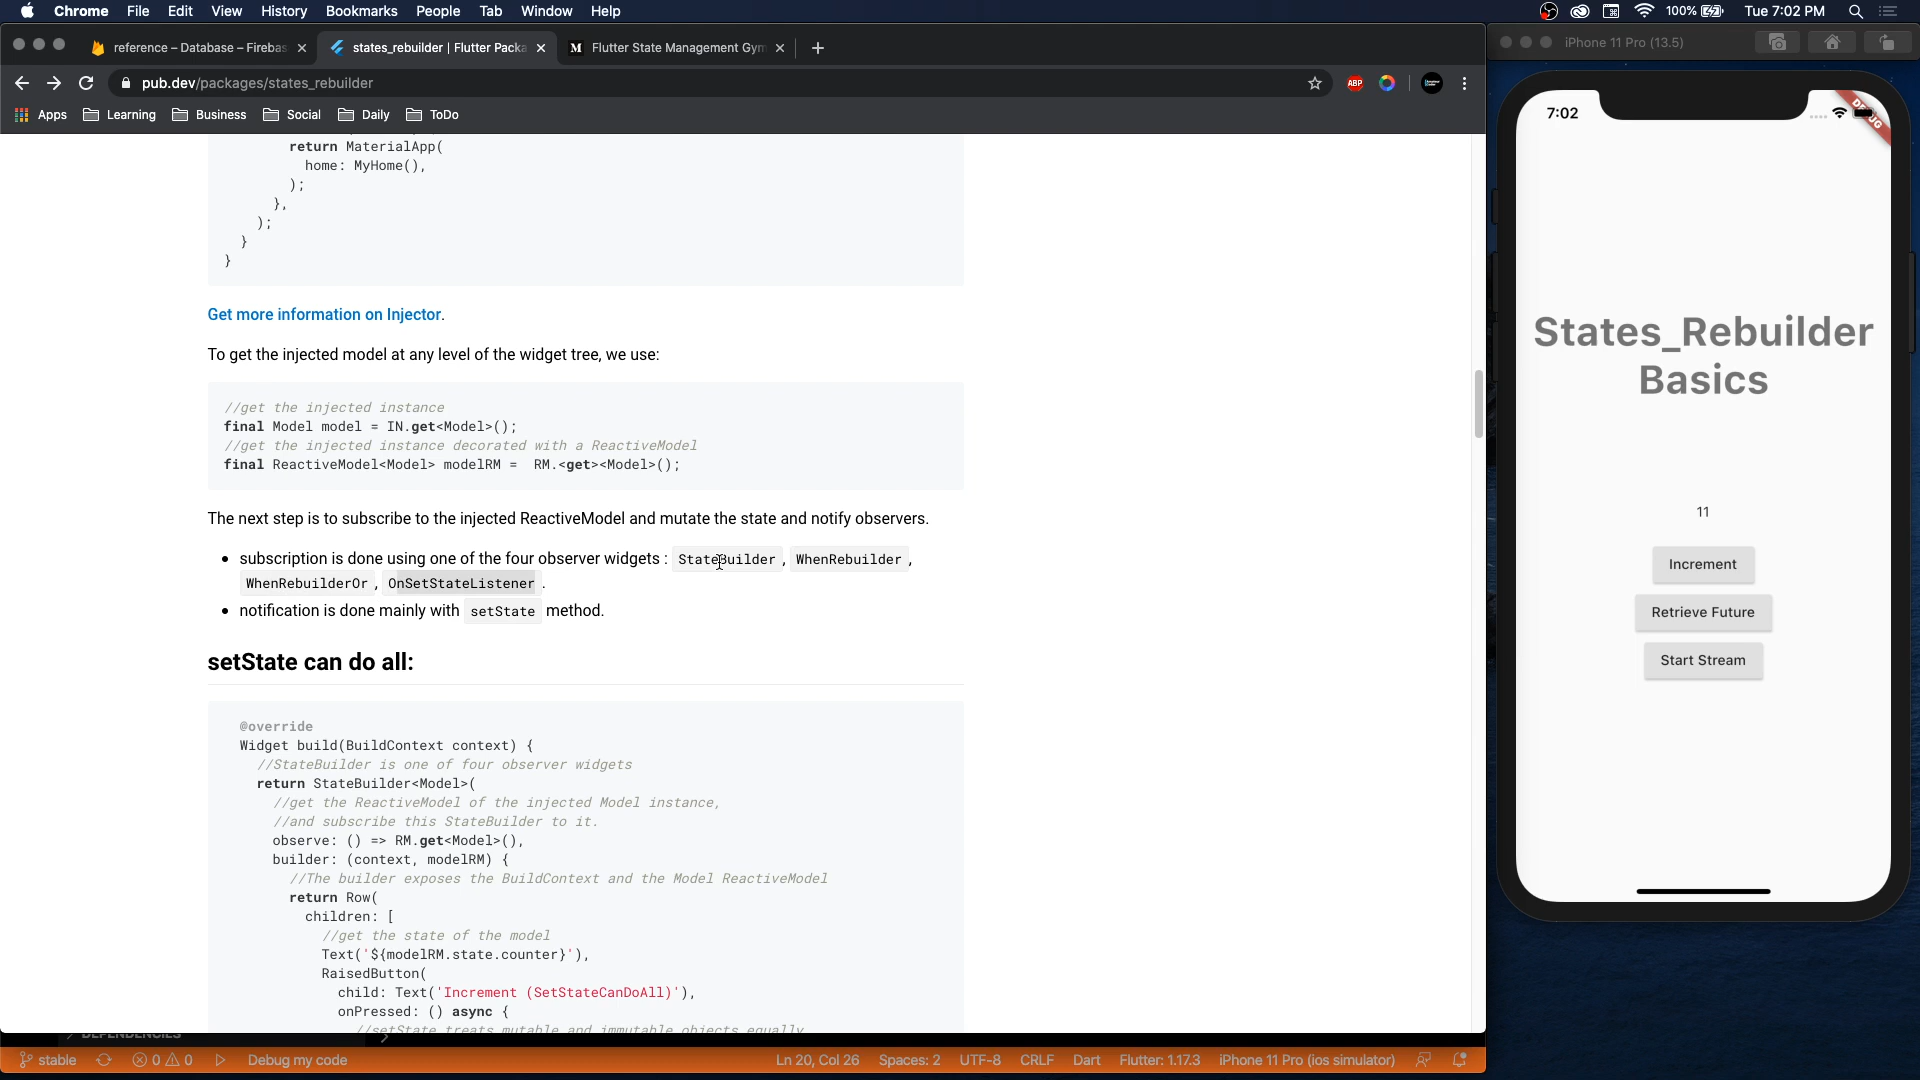 Chrome File Edit View History Bookmarks People Tab Window Help
100% Tue 7:02 PM
reference – Database – Firebas
states_rebuilder | Flutter Packa
M Flutter State Management Gym
iPhone 11 Pro (13.5)
pub.dev/packages/states_rebuilder
ABP
Apps Learning Business Social Daily ToDo
return MaterialApp(
home: MyHome(),
);
},
);
}
}
Get more information on Injector.
To get the injected model at any level of the widget tree, we use:
//get the injected instance
final Model model = IN.get<Model>();
//get the injected instance decorated with a ReactiveModel
final ReactiveModel<Model> modelRM =  RM.<get><Model>();
The next step is to subscribe to the injected ReactiveModel and mutate the state and notify observers.
• subscription is done using one of the four observer widgets : StateBuilder , WhenRebuilder ,
WhenRebuilderOr , OnSetStateListener .
• notification is done mainly with setState method.
setState can do all:
@override
Widget build(BuildContext context) {
//StateBuilder is one of four observer widgets
return StateBuilder<Model>(
//get the ReactiveModel of the injected Model instance,
//and subscribe this StateBuilder to it.
observe: () => RM.get<Model>(),
builder: (context, modelRM) {
//The builder exposes the BuildContext and the Model ReactiveModel
return Row(
children: [
//get the state of the model
Text('${modelRM.state.counter}'),
RaisedButton(
child: Text('Increment (SetStateCanDoAll)'),
onPressed: () async {
//setState treats mutable and immutable objects equally
7:02
DEBUG
States_Rebuilder
Basics
11
Increment
Retrieve Future
Start Stream
DEPENDENCIES
stable 0 0 Debug my code Ln 20, Col 26 Spaces: 2 UTF-8 CRLF Dart Flutter: 1.17.3 iPhone 11 Pro (ios simulator)